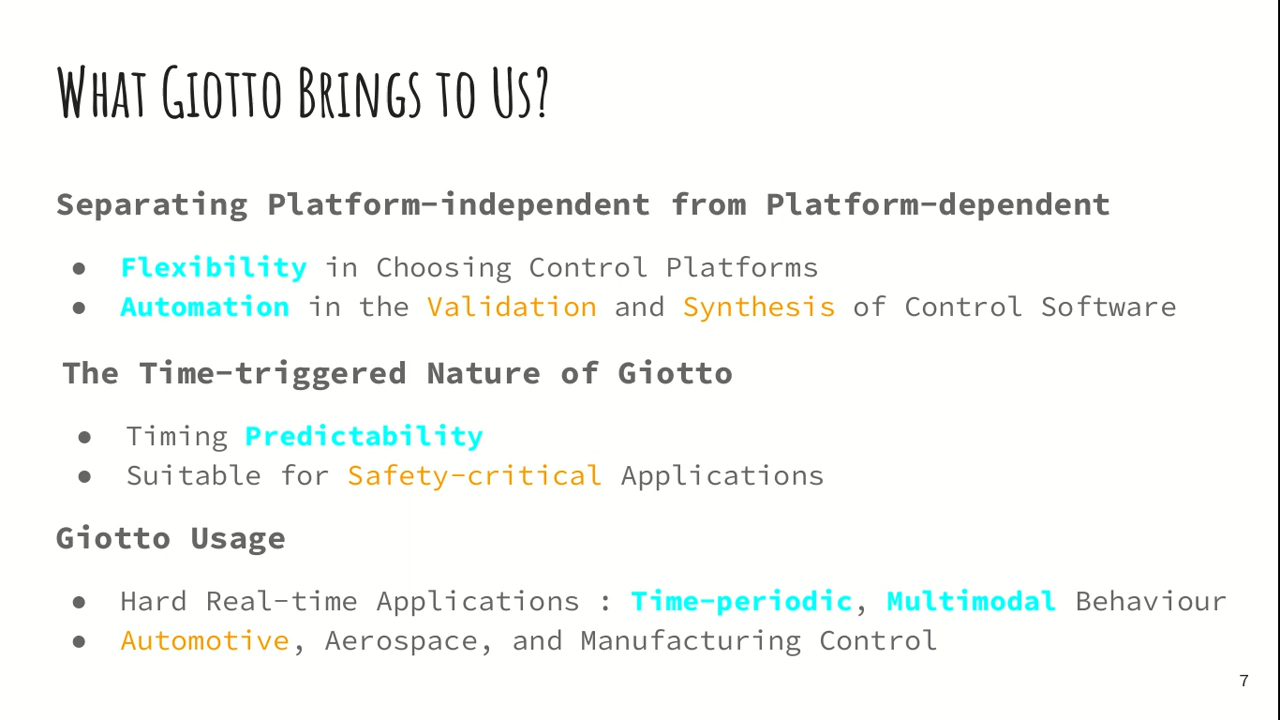 What Giotto Brings to Us?
Separating Platform-independent from Platform-dependent
● Flexibility in Choosing Control Platforms
● Automation in the Validation and Synthesis of Control Software
The Time-triggered Nature of Giotto
● Timing Predictability
● Suitable for Safety-critical Applications
Giotto Usage
● Hard Real-time Applications : Time-periodic, Multimodal Behaviour
● Automotive, Aerospace, and Manufacturing Control
7